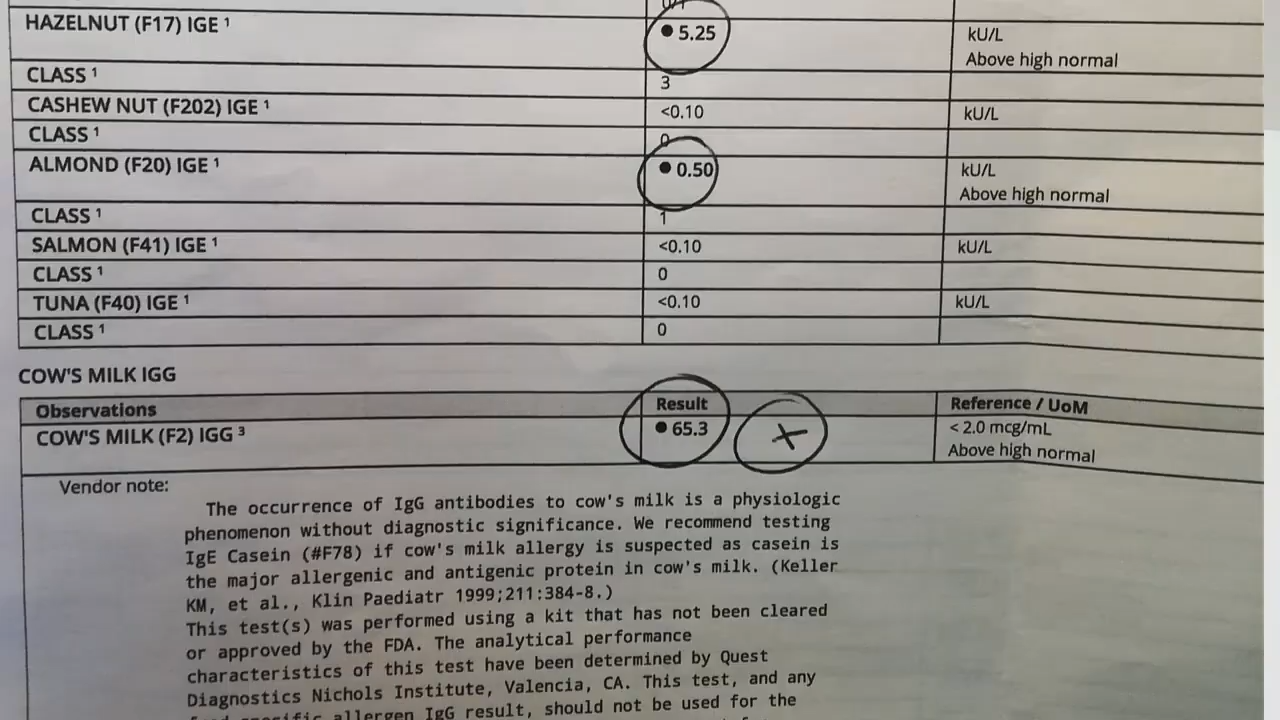 HAZELNUT (F17) IGE ¹ ● 5.25 kU/L
Above high normal
CLASS ¹ 3
CASHEW NUT (F202) IGE ¹ <0.10 kU/L
CLASS ¹ 0
ALMOND (F20) IGE ¹ ● 0.50 kU/L
Above high normal
CLASS ¹ 1
SALMON (F41) IGE ¹ <0.10 kU/L
CLASS ¹ 0
TUNA (F40) IGE ¹ <0.10 kU/L
CLASS ¹ 0
COW'S MILK IGG
Observations Result Reference / UoM
COW'S MILK (F2) IGG ³ ● 65.3 < 2.0 mcg/mL
Above high normal
Vendor note:
The occurrence of IgG antibodies to cow's milk is a physiologic
phenomenon without diagnostic significance. We recommend testing
IgE Casein (#F78) if cow's milk allergy is suspected as casein is
the major allergenic and antigenic protein in cow's milk. (Keller
KM, et al., Klin Paediatr 1999;211:384-8.)
This test(s) was performed using a kit that has not been cleared
or approved by the FDA. The analytical performance
characteristics of this test have been determined by Quest
Diagnostics Nichols Institute, Valencia, CA. This test, and any
allergen IgG result, should not be used for the